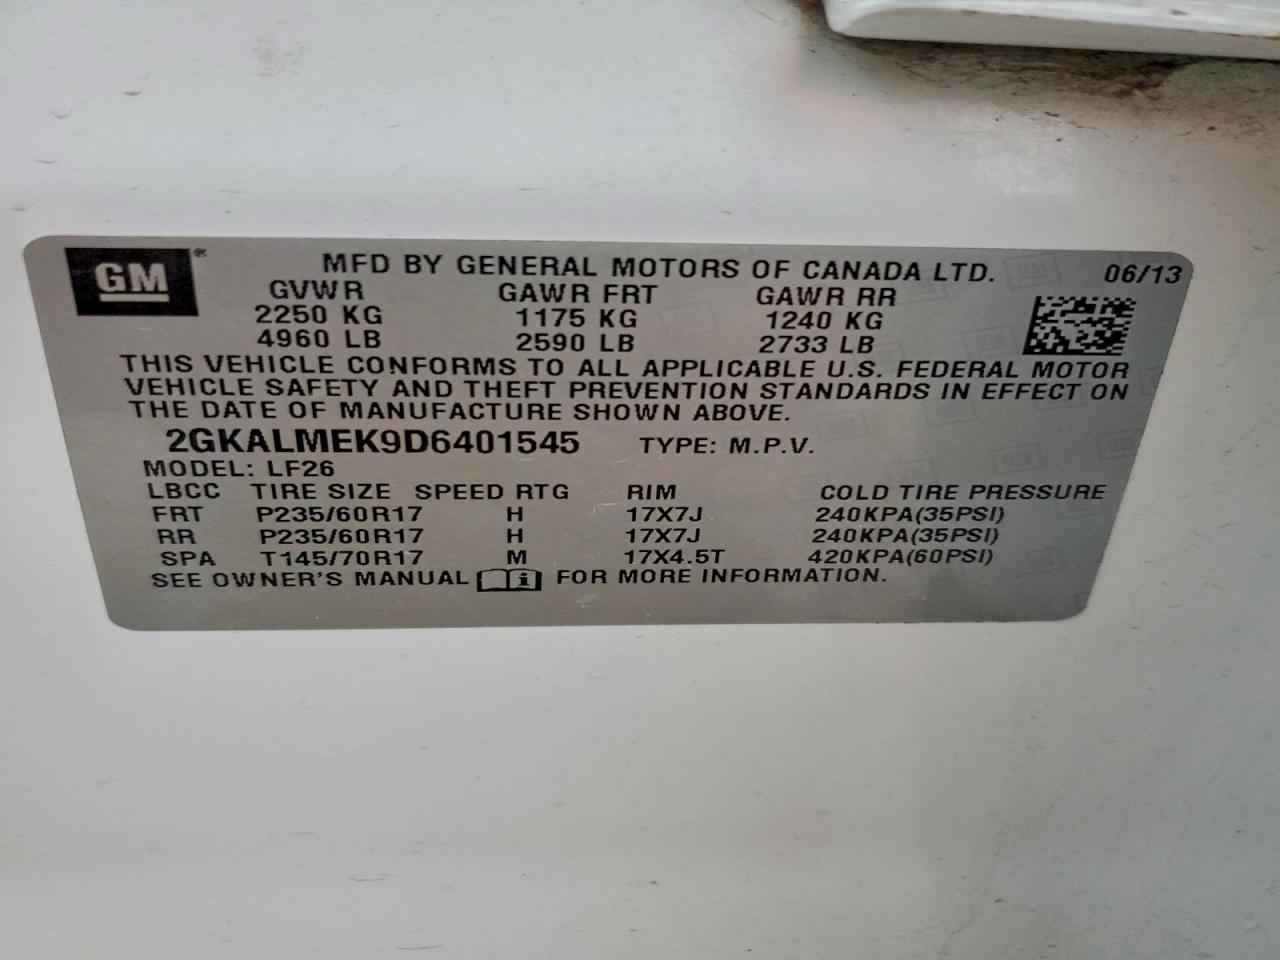 GM ®
MFD BY GENERAL MOTORS OF CANADA LTD. 06/13
GVWR GAWR FRT GAWR RR
2250 KG 1175 KG 1240 KG
4960 LB 2590 LB 2733 LB
THIS VEHICLE CONFORMS TO ALL APPLICABLE U.S. FEDERAL MOTOR
VEHICLE SAFETY AND THEFT PREVENTION STANDARDS IN EFFECT ON
THE DATE OF MANUFACTURE SHOWN ABOVE.
2GKALMEK9D6401545 TYPE: M.P.V.
MODEL: LF26
LBCC TIRE SIZE SPEED RTG RIM COLD TIRE PRESSURE
FRT P235/60R17 H 17X7J 240KPA(35PSI)
RR P235/60R17 H 17X7J 240KPA(35PSI)
SPA T145/70R17 M 17X4.5T 420KPA(60PSI)
SEE OWNER'S MANUAL i FOR MORE INFORMATION.